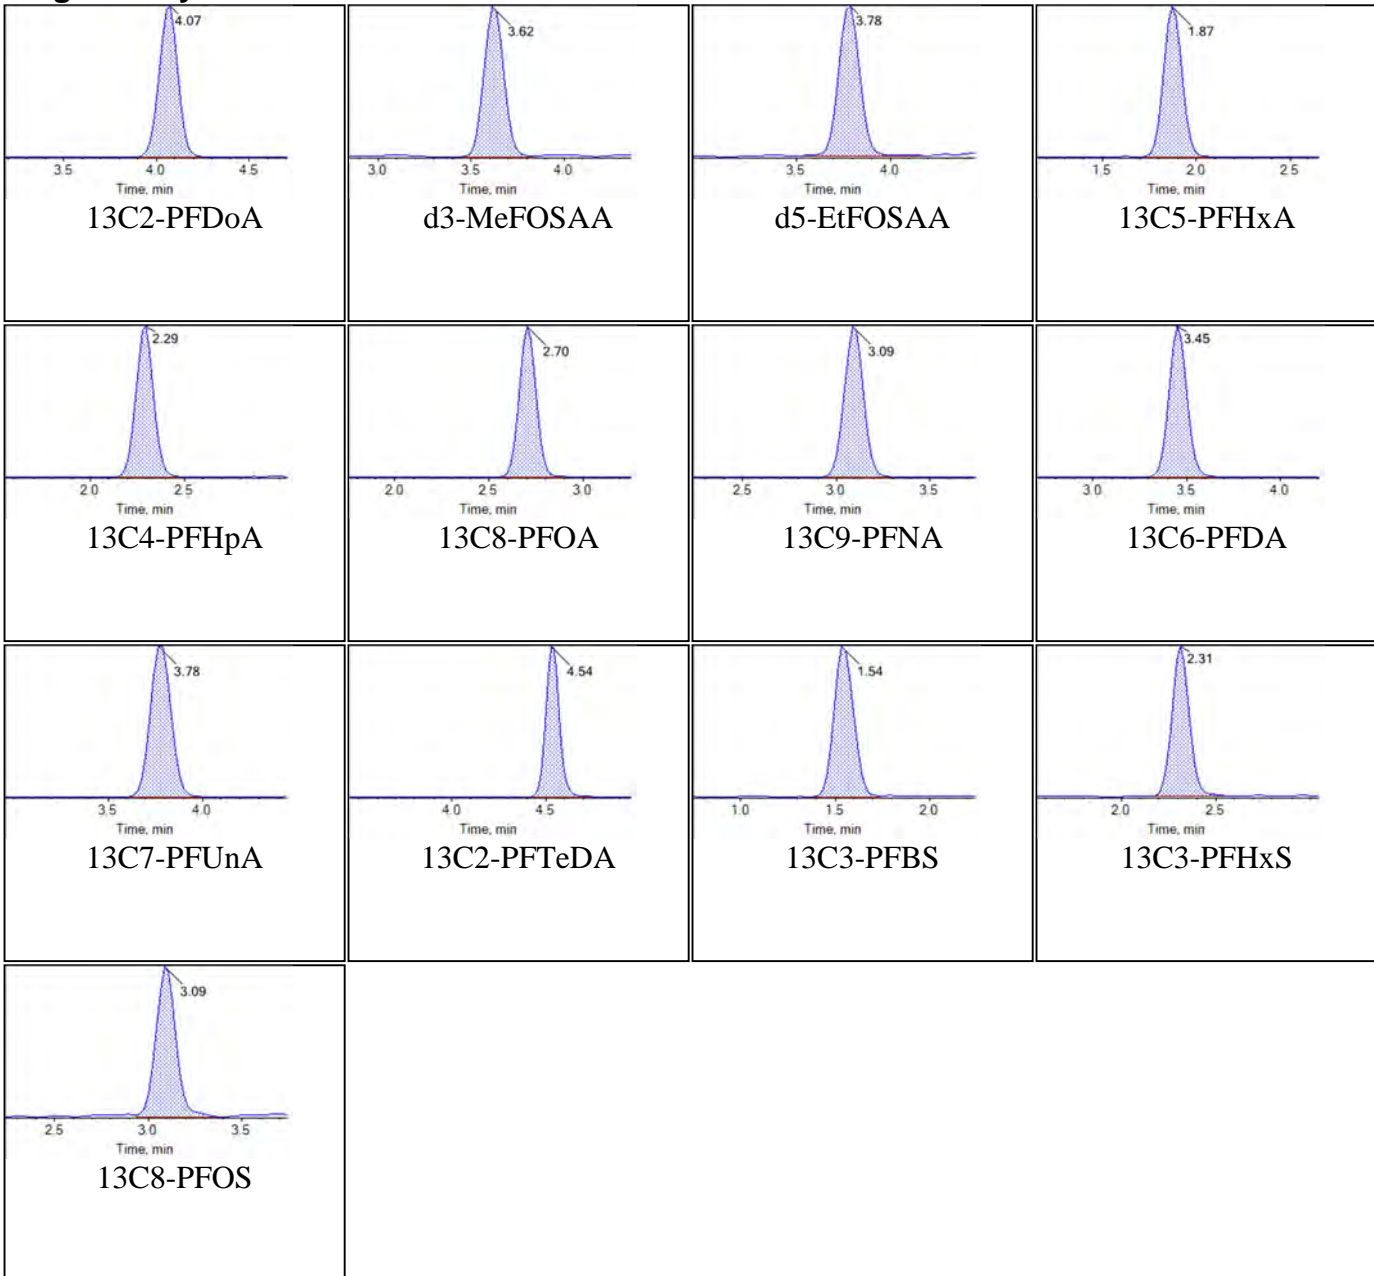 4.07
3.5 4.0 4.5
Time, min
13C2-PFDoA
3.62
3.0 3.5 4.0
Time, min
d3-MeFOSAA
3.78
3.5 4.0
Time, min
d5-EtFOSAA
1.87
1.5 2.0 2.5
Time, min
13C5-PFHxA
2.29
2.0 2.5
Time, min
13C4-PFHpA
2.70
2.0 2.5 3.0
Time, min
13C8-PFOA
3.09
2.5 3.0 3.5
Time, min
13C9-PFNA
3.45
3.0 3.5 4.0
Time, min
13C6-PFDA
3.78
3.5 4.0
Time, min
13C7-PFUnA
4.54
4.0 4.5
Time, min
13C2-PFTeDA
1.54
1.0 1.5 2.0
Time, min
13C3-PFBS
2.31
2.0 2.5
Time, min
13C3-PFHxS
3.09
2.5 3.0 3.5
Time, min
13C8-PFOS